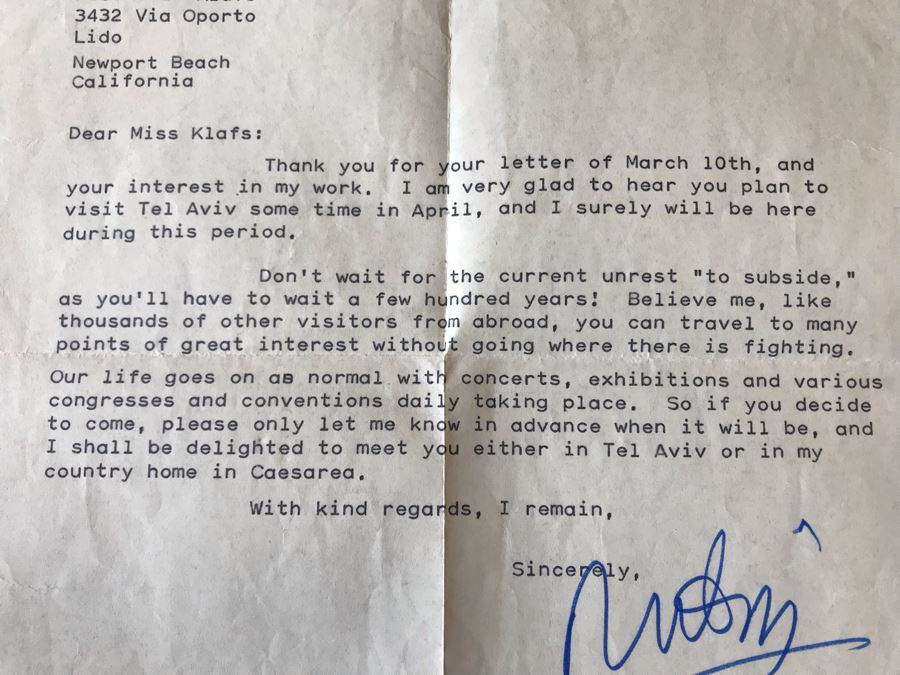 3432 Via Oporto
Lido
Newport Beach
California
Dear Miss Klafs:
Thank you for your letter of March 10th, and
your interest in my work. I am very glad to hear you plan to
visit Tel Aviv some time in April, and I surely will be here
during this period.
Don't wait for the current unrest "to subside,"
as you'll have to wait a few hundred years! Believe me, like
thousands of other visitors from abroad, you can travel to many
points of great interest without going where there is fighting.
Our life goes on as normal with concerts, exhibitions and various
congresses and conventions daily taking place. So if you decide
to come, please only let me know in advance when it will be, and
I shall be delighted to meet you either in Tel Aviv or in my
country home in Caesarea.
With kind regards, I remain,
Sincerely,